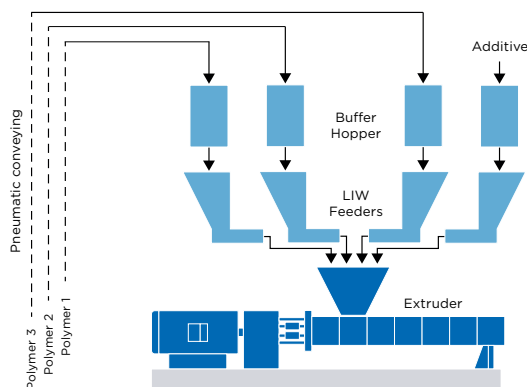 Additive
Buffer
Hopper
LIW
Feeders
Extruder
Pneumatic conveying
Polymer 3
Polymer 2
Polymer 1